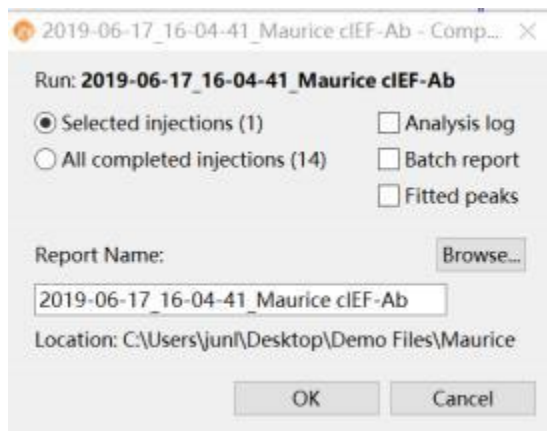 2019-06-17_16-04-41_Maurice cIEF-Ab - Comp...
Run: 2019-06-17_16-04-41_Maurice cIEF-Ab
Selected injections (1)
Analysis log
All completed injections (14)
Batch report
Fitted peaks
Report Name:
Browse...
2019-06-17_16-04-41_Maurice cIEF-Ab
Location: C:\Users\junl\Desktop\Demo Files\Maurice
OK
Cancel